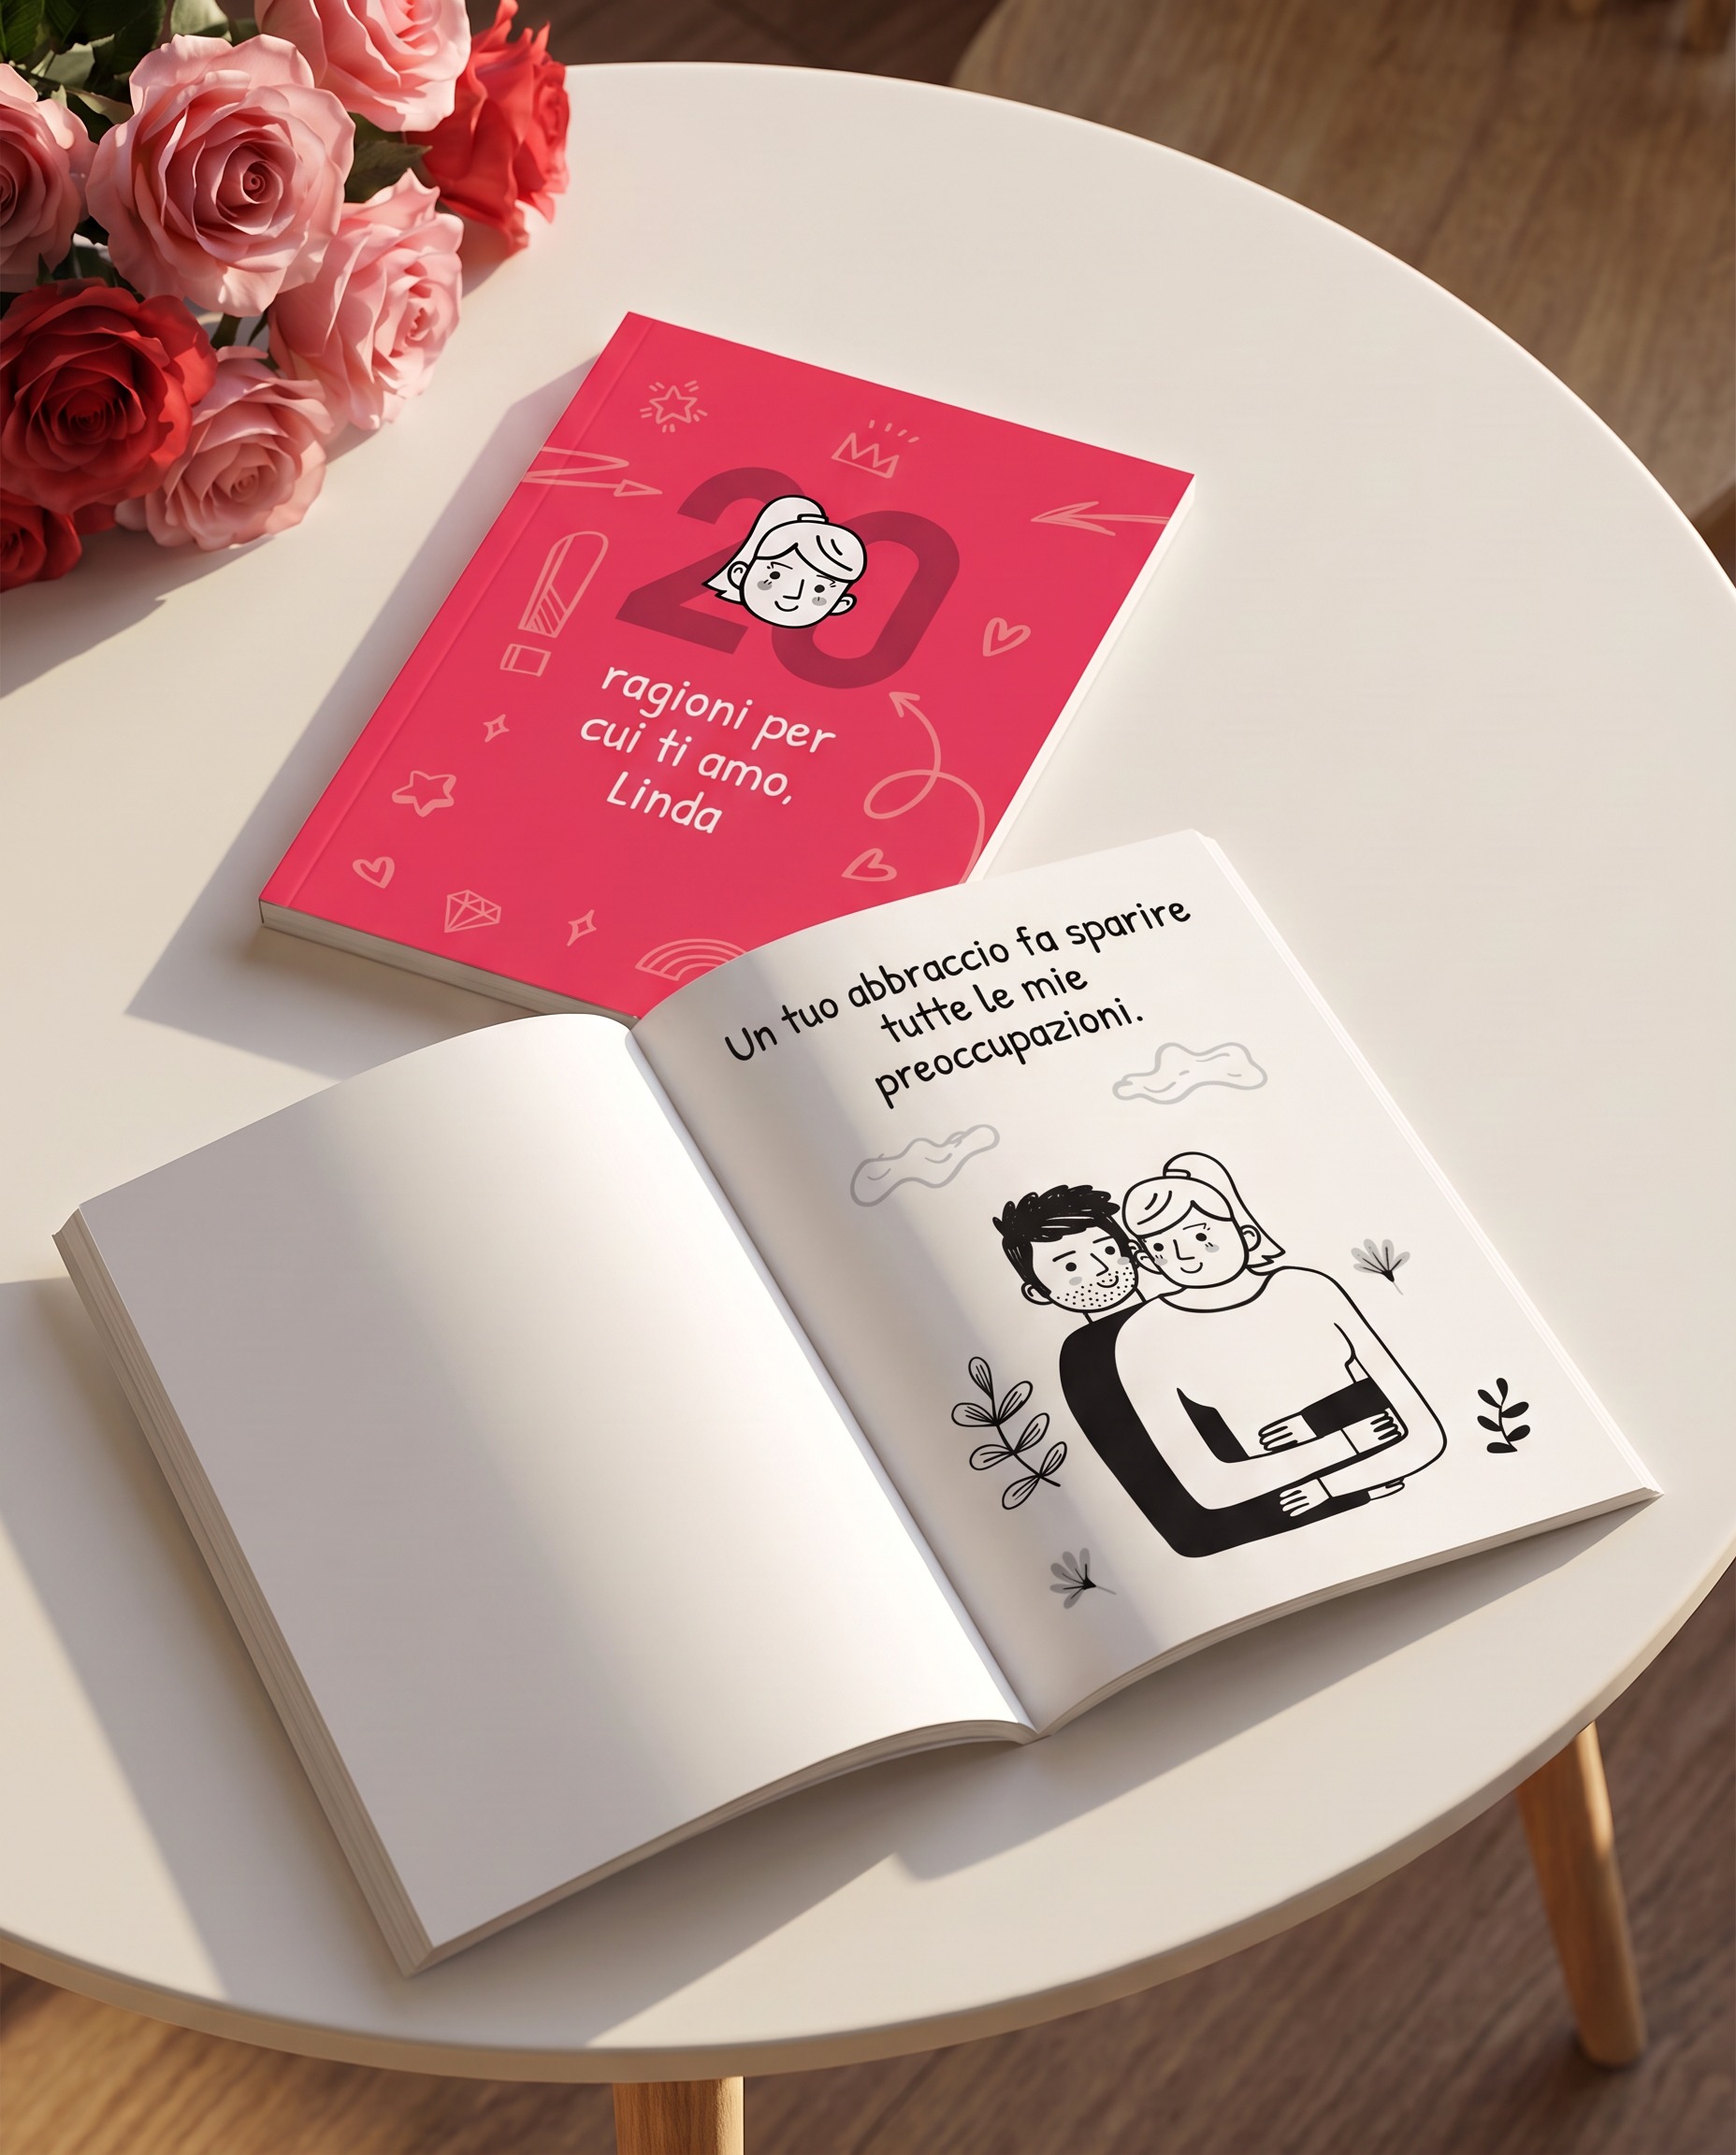 20
ragioni per
cui ti amo,
Linda
Un tuo abbraccio fa sparire
tutte le mie
preoccupazioni.